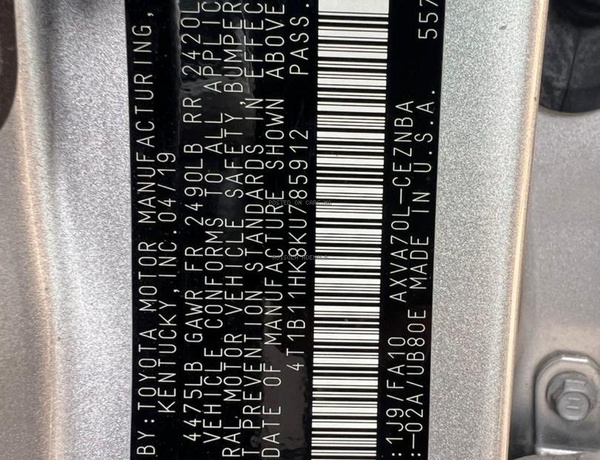 BY: TOYOTA MOTOR MANUFACTURING,
KENTUCKY, INC. 04/19
4475LB GAWR FR 2490LB RR 2420L
VEHICLE CONFORMS TO ALL APPLIC
RAL MOTOR VEHICLE SAFETY, BUMPER
T PREVENTION STANDARDS IN EFFEC
DATE OF MANUFACTURE SHOWN ABOVE
4T1B11HK8KU785912 PASS.
:1J9/FA10 AXVA70L-CEZNBA 557
:-02A/UB80E MADE IN U.S.A.